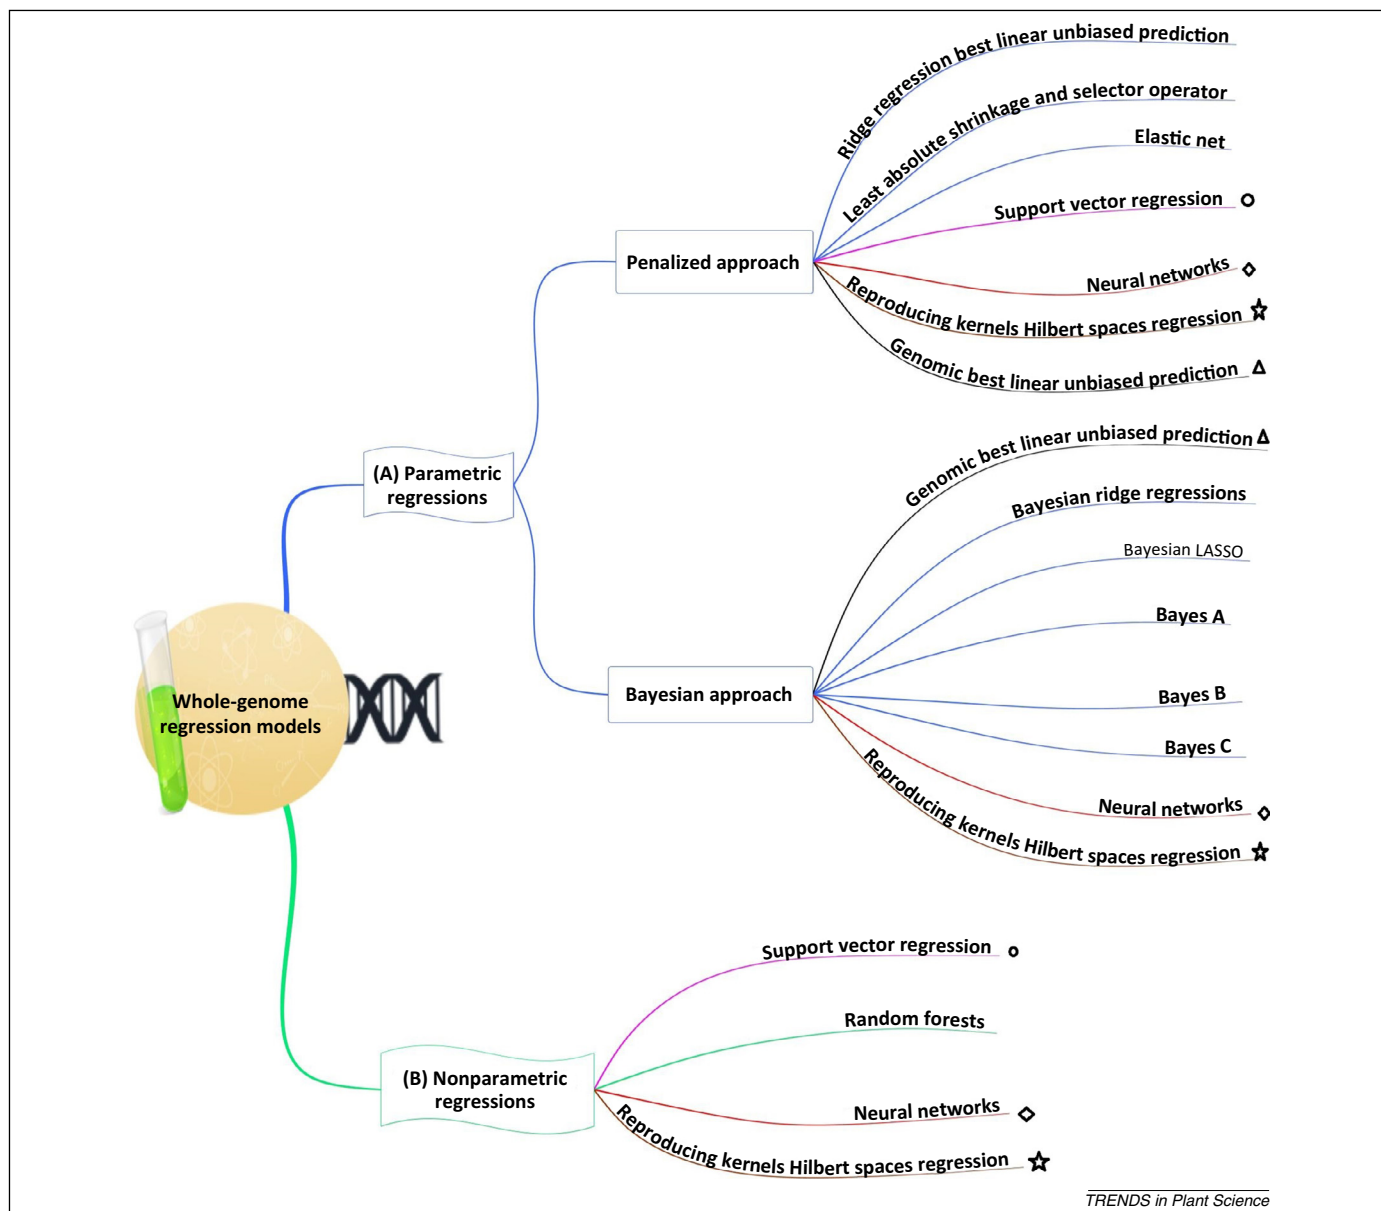 Ridge regression best linear unbiased prediction
Least absolute shrinkage and selector operator
Elastic net
Support vector regression
Penalized approach
Neural networks
Reproducing kernels Hilbert spaces regression
Genomic best linear unbiased prediction
(A) Parametric
regressions
Genomic best linear unbiased prediction
Bayesian ridge regressions
Bayesian LASSO
Bayes A
Bayesian approach
Bayes B
Bayes C
Neural networks
Reproducing kernels Hilbert spaces regression
Whole-genome
regression models
Support vector regression
Random forests
(B) Nonparametric
regressions
Neural networks
Reproducing kernels Hilbert spaces regression
TRENDS in Plant Science